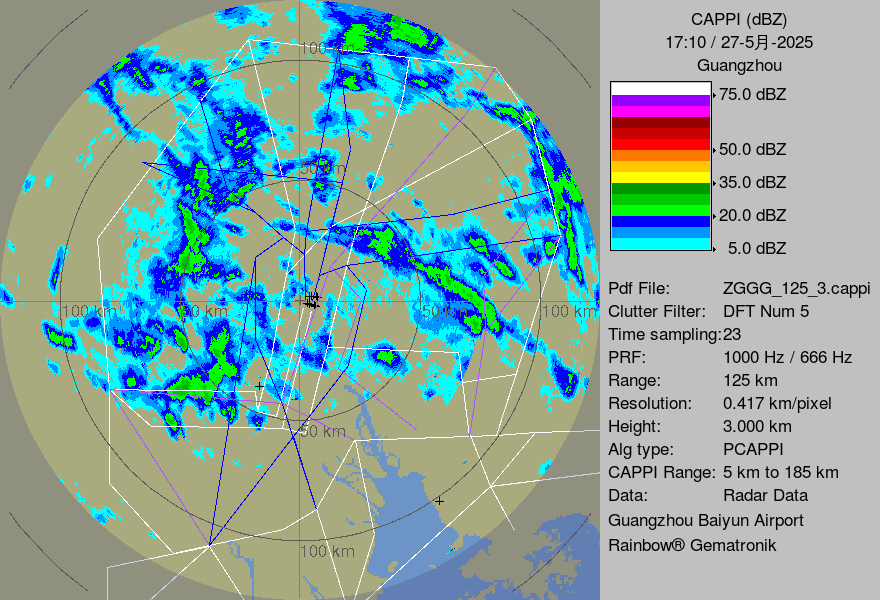 CAPPI (dBZ)
17:10 / 27-5月-2025
Guangzhou
75.0 dBZ
50.0 dBZ
35.0 dBZ
20.0 dBZ
5.0 dBZ
Pdf File: ZGGG_125_3.cappi
Clutter Filter: DFT Num 5
Time sampling:23
PRF: 1000 Hz / 666 Hz
Range: 125 km
Resolution: 0.417 km/pixel
Height: 3.000 km
Alg type: PCAPPI
CAPPI Range: 5 km to 185 km
Data: Radar Data
Guangzhou Baiyun Airport
Rainbow® Gematronik
100 km
50 km
100 km 50 km 50 km 100 km
50 km
100 km